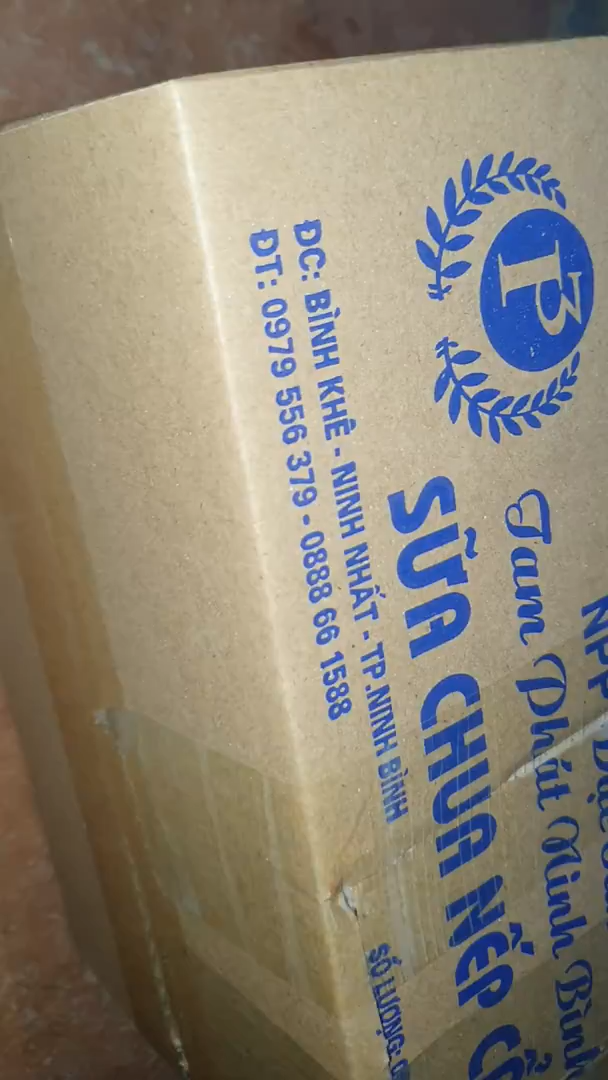 NPP
Tam Phát Ninh Bình
SỮA CHUA NẾP
ĐC: BÌNH KHÊ - NINH NHẤT - TP.NINH BÌNH
ĐT: 0979 556 379 - 0888 66 1588
SỐ LƯỢNG: